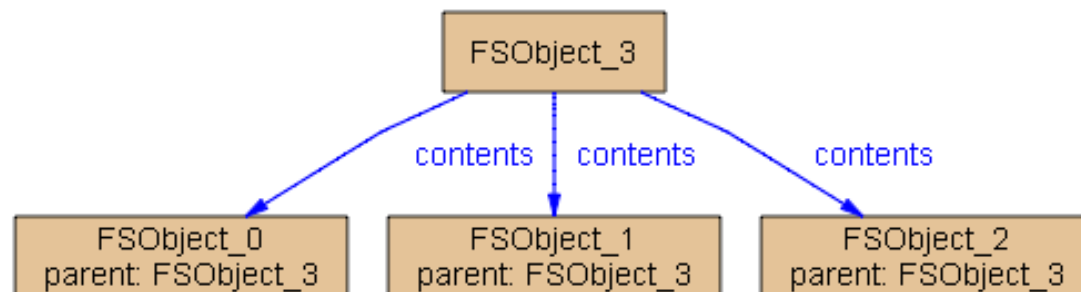 FSObject_3
contents
contents
contents
FSObject_0
parent: FSObject_3
FSObject_1
parent: FSObject_3
FSObject_2
parent: FSObject_3